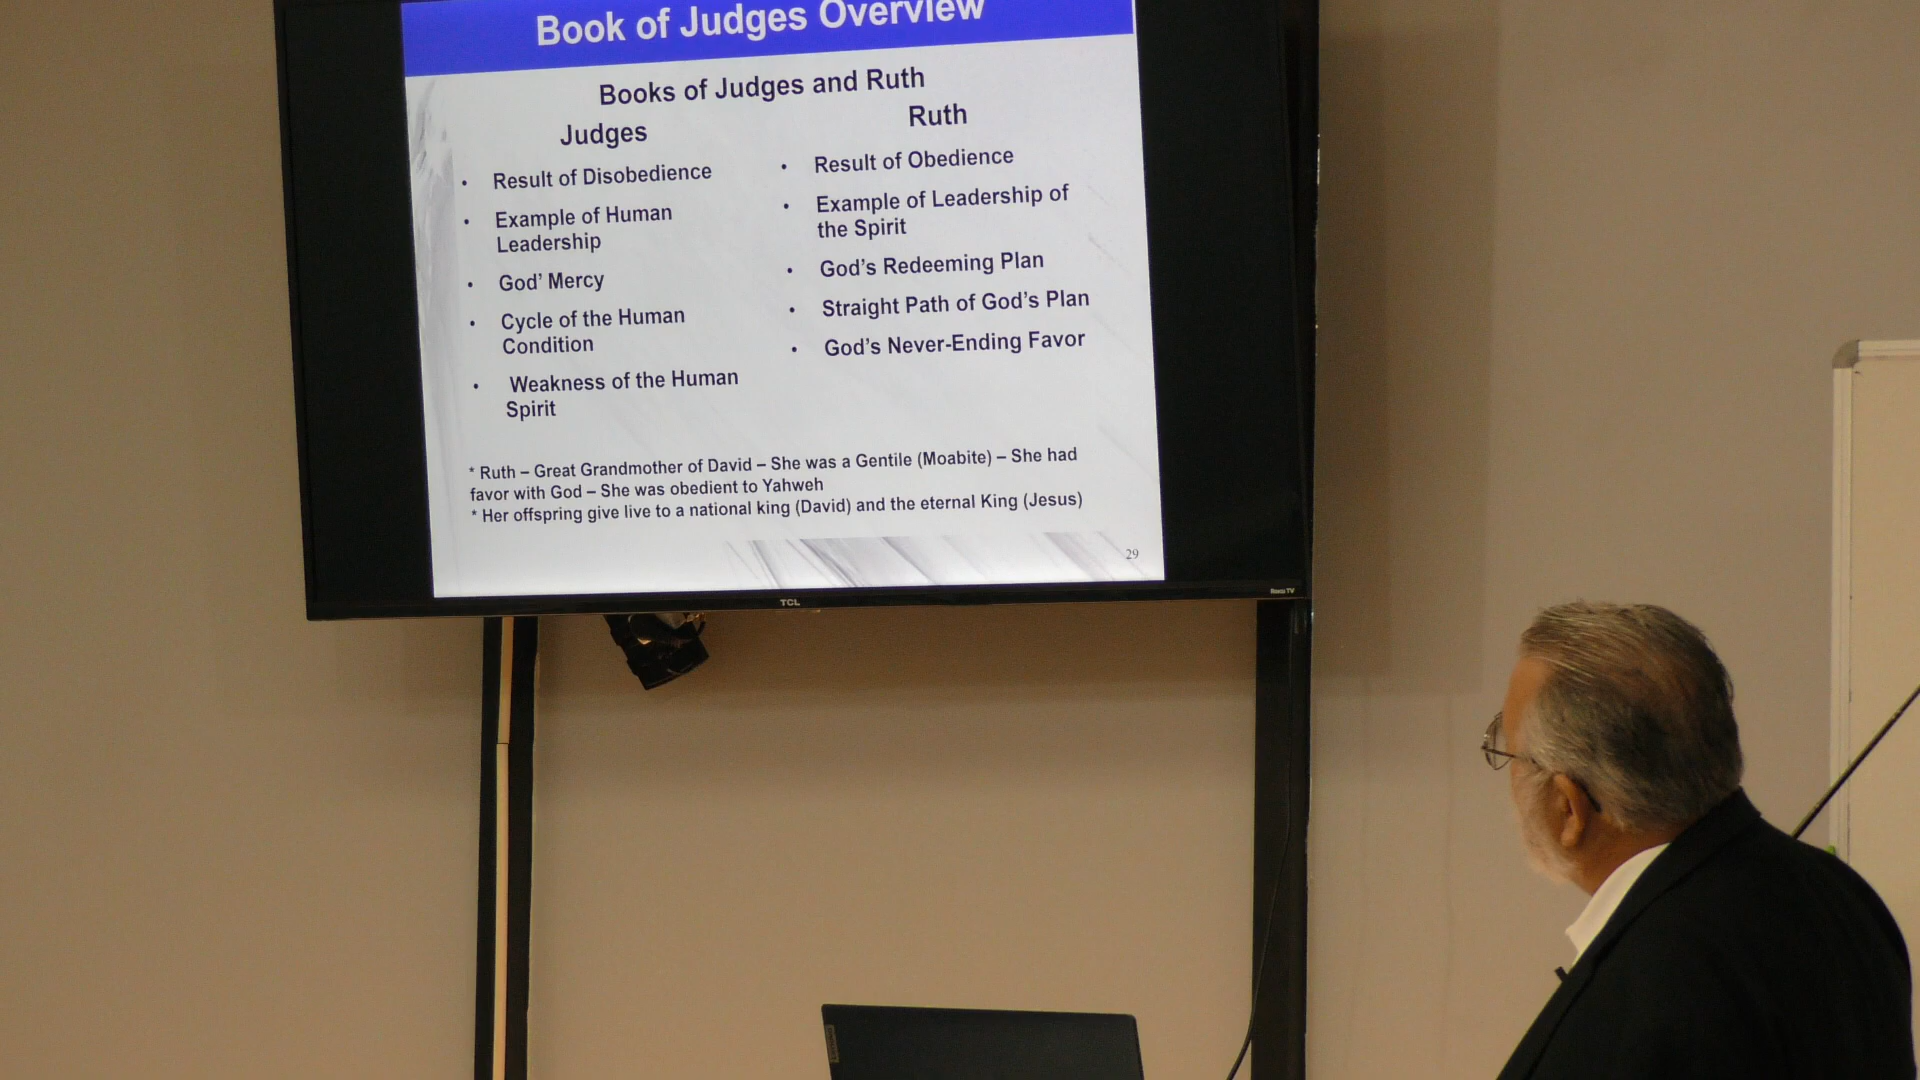 Book of Judges Overview
Books of Judges and Ruth
Judges
• Result of Disobedience
• Example of Human
Leadership
• God' Mercy
• Cycle of the Human
Condition
• Weakness of the Human
Spirit
Ruth
• Result of Obedience
• Example of Leadership of
the Spirit
• God's Redeeming Plan
• Straight Path of God's Plan
• God's Never-Ending Favor
* Ruth – Great Grandmother of David – She was a Gentile (Moabite) – She had
favor with God – She was obedient to Yahweh
* Her offspring give live to a national king (David) and the eternal King (Jesus)
29
TCL
Roku TV
Lenovo